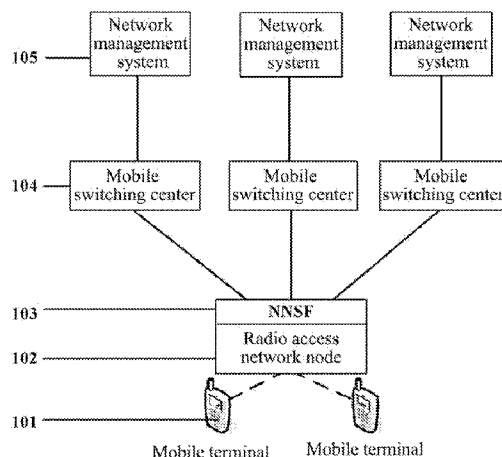 Network management system
Network management system
Network management system
105
Mobile switching center
Mobile switching center
Mobile switching center
104
103
NNSF
102
Radio access network node
101
Mobile terminal
Mobile terminal